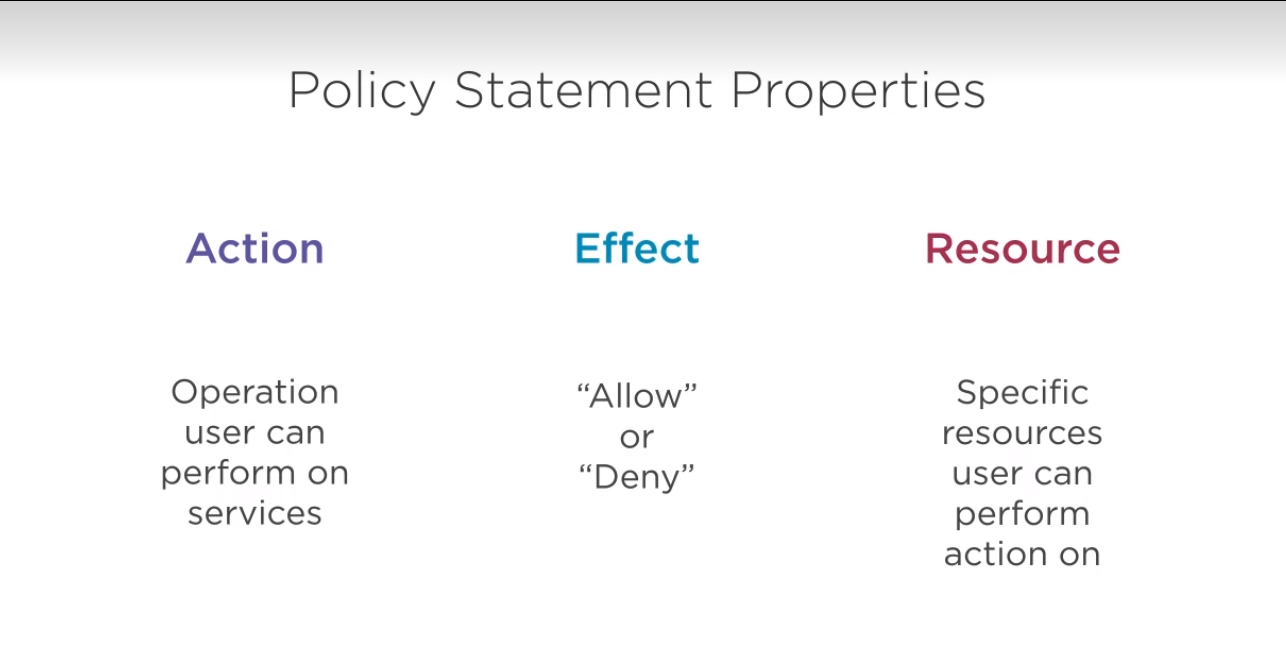 Policy Statement Properties
Action
Operation
user can
perform on
services
Effect
“Allow”
or
“Deny”
Resource
Specific
resources
user can
perform
action on